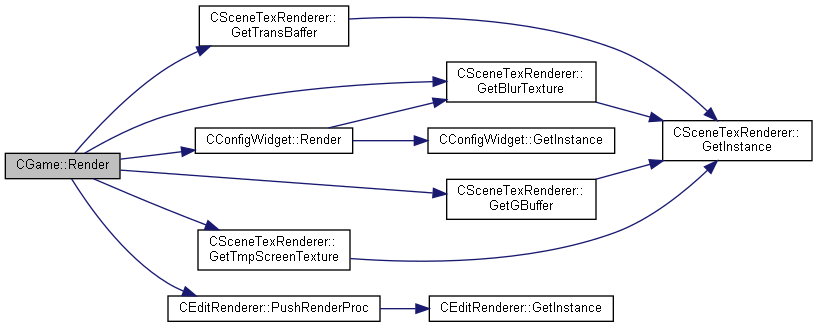 CSceneTexRenderer::
GetTransBaffer
CSceneTexRenderer::
GetBlurTexture
CConfigWidget::Render
CConfigWidget::GetInstance
CSceneTexRenderer::
GetInstance
CGame::Render
CSceneTexRenderer::
GetGBuffer
CSceneTexRenderer::
GetTmpScreenTexture
CEditRenderer::PushRenderProc
CEditRenderer::GetInstance